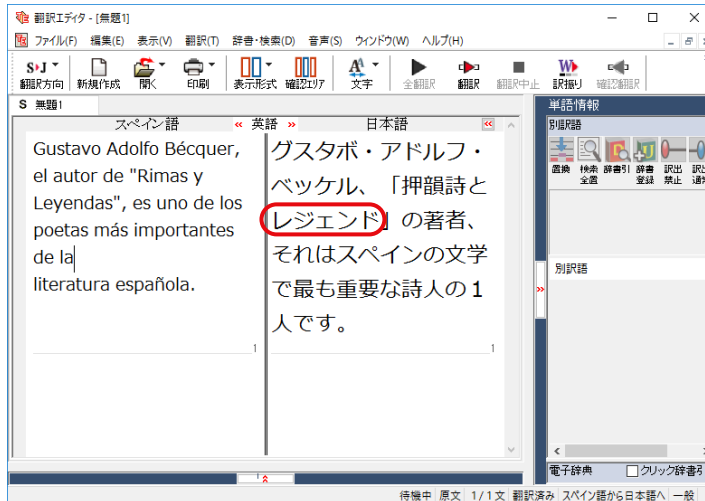 翻訳エディタ - [無題1]
ファイル(F) 編集(E) 表示(V) 翻訳(T) 辞書・検索(D) 音声(S) ウィンドウ(W) ヘルプ(H)
S›J
翻訳方向 新規作成 開く 印刷 表示形式 確認エリア 文字 全翻訳 翻訳 翻訳中止 訳振り 確認翻訳
S 無題1
スペイン語 « 英語 » 日本語 «
Gustavo Adolfo Bécquer,
el autor de "Rimas y
Leyendas", es uno de los
poetas más importantes
de la
literatura española.
1
グスタボ・アドルフ・
ベッケル、「押韻詩と
レジェンド」の著者、
それはスペインの文学
で最も重要な詩人の1
人です。
1
単語情報
別訳語
置換 検索全置 辞書引 辞書登録 訳出禁止
別訳語
電子辞典 クリック辞書引
待機中 原文 1/1文 翻訳済み スペイン語から日本語へ 一般